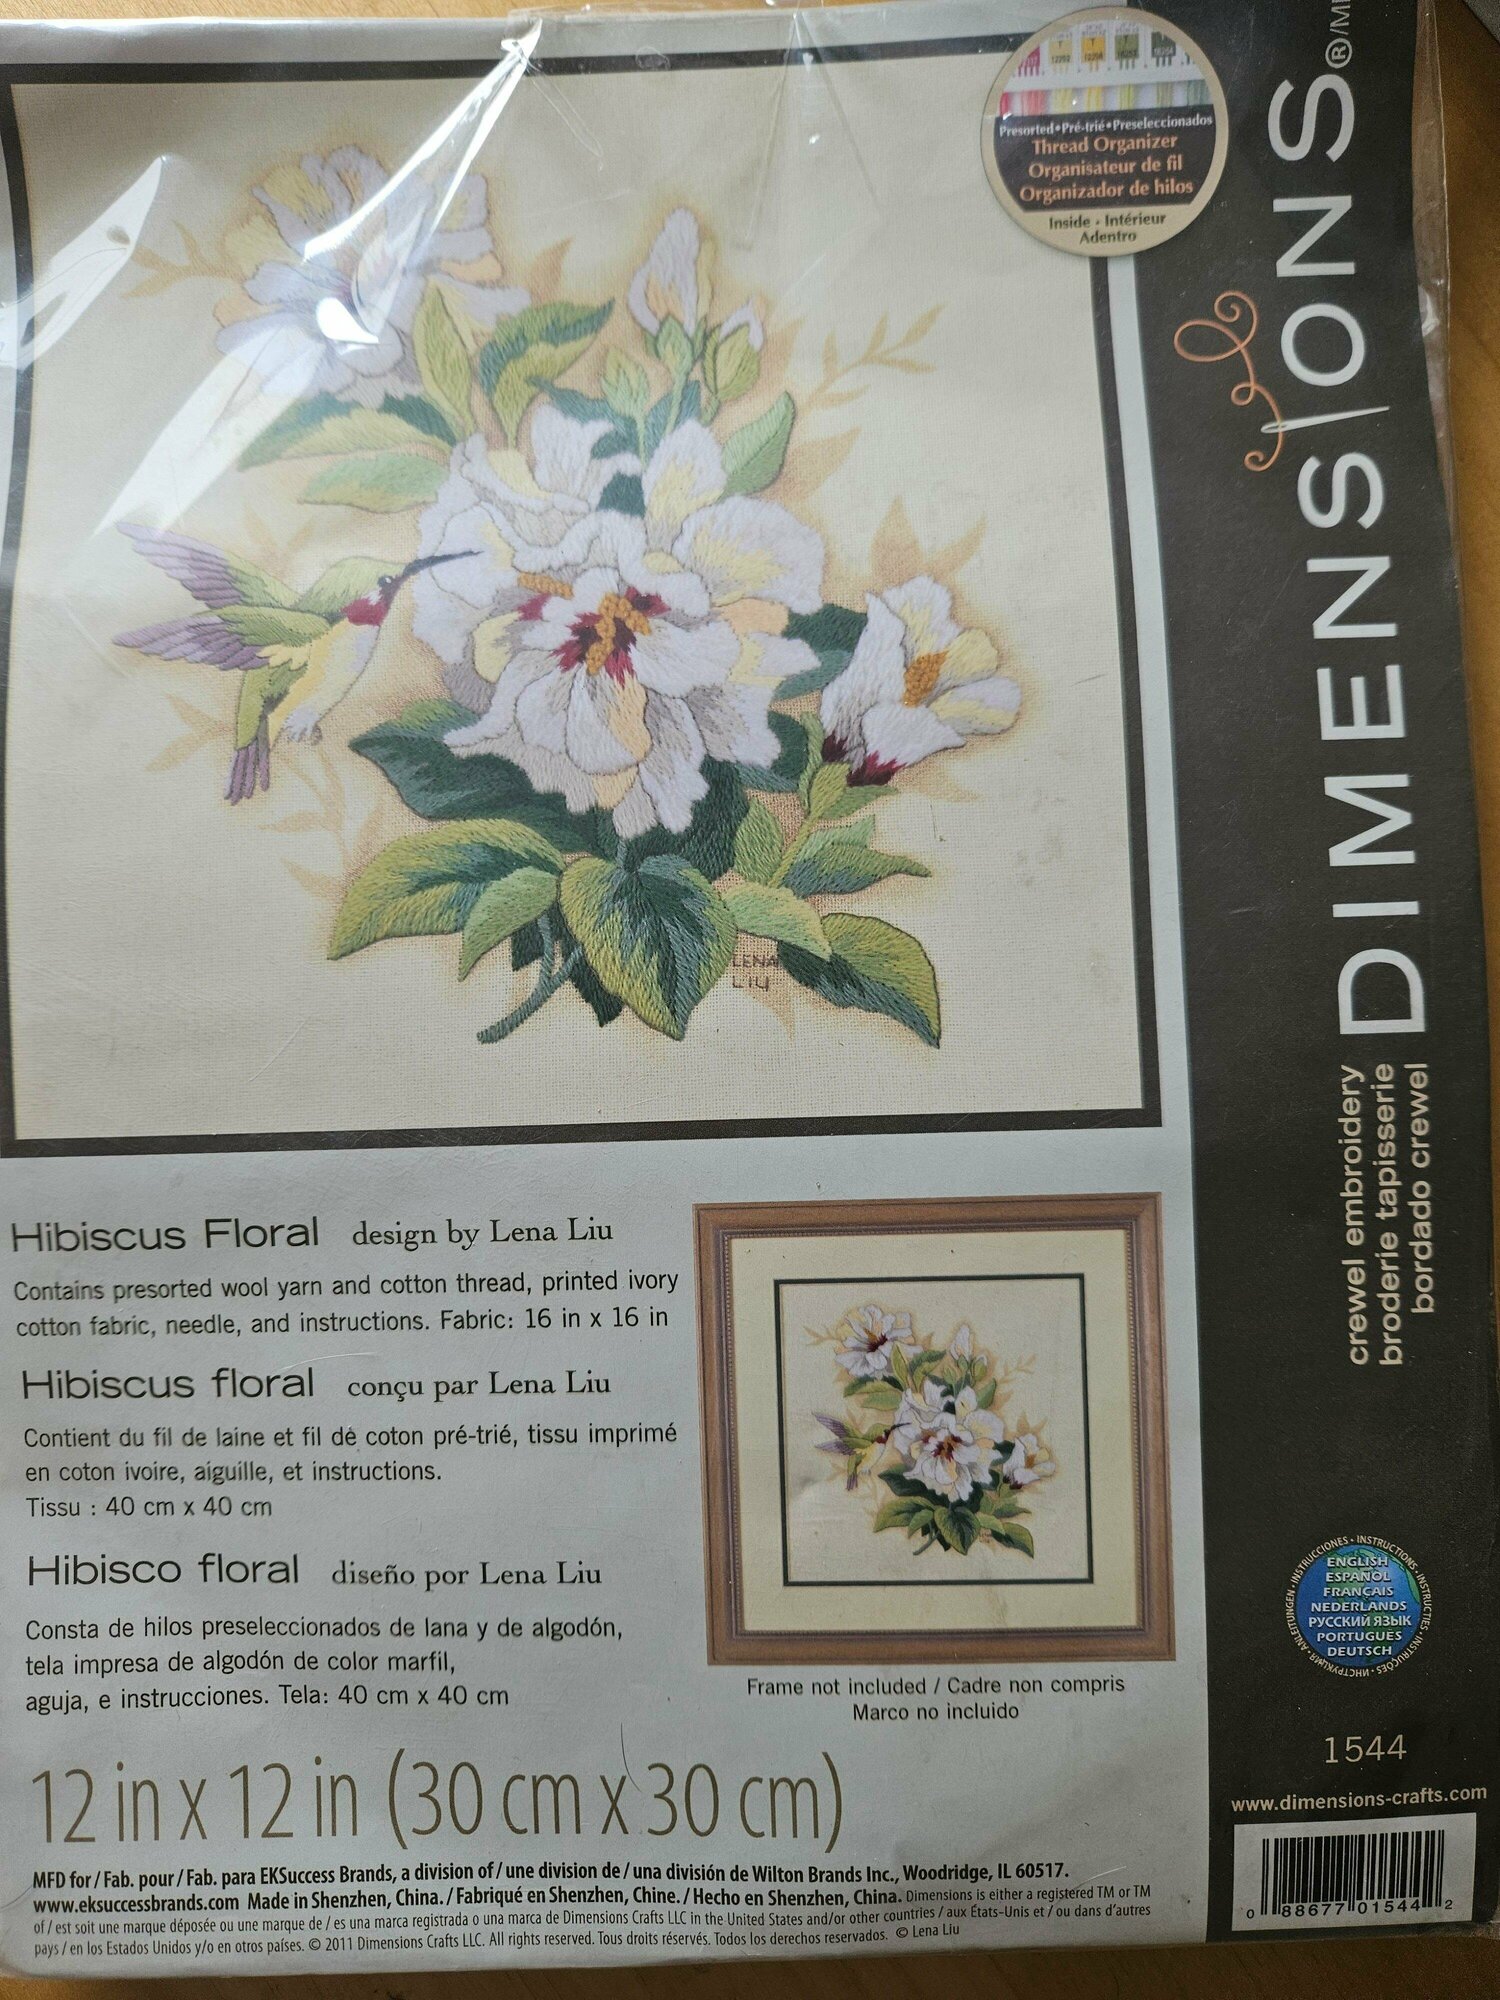 Presorted • Pré-trié • Preseleccionados
Thread Organizer
Organisateur de fil
Organizador de hilos
Inside - Intérieur
Adentro
DIMENSIONS®/M
crewel embroidery
broderie tapisserie
bordado crewel
LENA
LIU
Hibiscus Floral design by Lena Liu
Contains presorted wool yarn and cotton thread, printed ivory
cotton fabric, needle, and instructions. Fabric: 16 in x 16 in
Hibiscus floral conçu par Lena Liu
Contient du fil de laine et fil de coton pré-trié, tissu imprimé
en coton ivoire, aiguille, et instructions.
Tissu : 40 cm x 40 cm
Hibisco floral diseño por Lena Liu
Consta de hilos preseleccionados de lana y de algodón,
tela impresa de algodón de color marfil,
aguja, e instrucciones. Tela: 40 cm x 40 cm
Frame not included / Cadre non compris
Marco no incluido
12 in x 12 in (30 cm x 30 cm)
MFD for / Fab. pour / Fab. para EKSuccess Brands, a division of / une division de / una división de Wilton Brands Inc., Woodridge, IL 60517.
www.eksuccessbrands.com Made in Shenzhen, China. / Fabriqué en Shenzhen, Chine. / Hecho en Shenzhen, China. Dimensions is either a registered TM or TM
of / est soit une marque déposée ou une marque de / es una marca registrada o una marca de Dimensions Crafts LLC in the United States and/or other countries / aux États-Unis et / ou dans d'autres
pays / en los Estados Unidos y/o en otros países. © 2011 Dimensions Crafts LLC. All rights reserved. Tous droits réservés. Todos los derechos reservados. © Lena Liu
INSTRUCCIONES • INSTRUCTIONS • INSTRUCTIES • INSTRUÇÕES • ИНСТРУКЦИЯ • ANLEITUNGEN •
ENGLISH
ESPAÑOL
FRANÇAIS
NEDERLANDS
РУССКИЙ ЯЗЫК
PORTUGUÊS
DEUTSCH
1544
www.dimensions-crafts.com
0 88677 01544 2